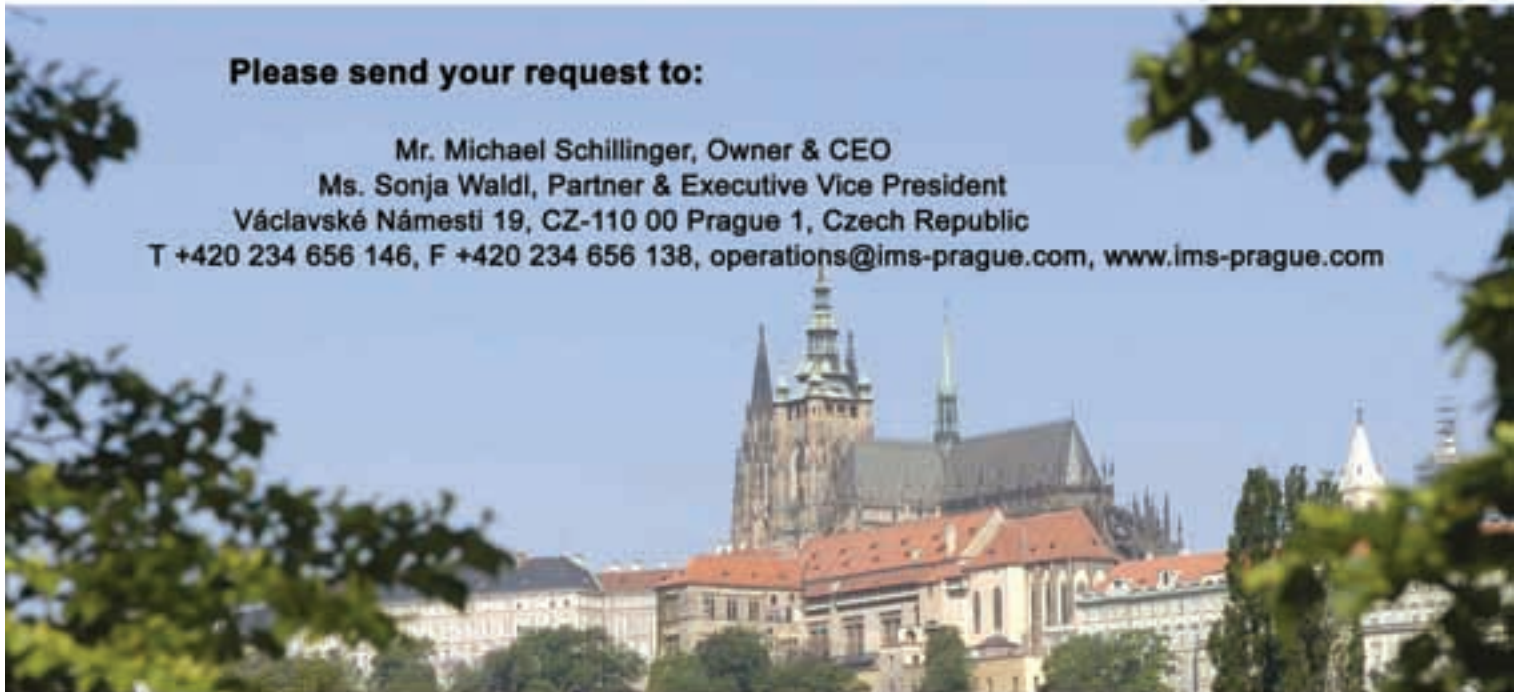 Please send your request to:
Mr. Michael Schillinger, Owner & CEO
Ms. Sonja Waldl, Partner & Executive Vice President
Václavské Námesti 19, CZ-110 00 Prague 1, Czech Republic
T +420 234 656 146, F +420 234 656 138, operations@ims-prague.com, www.ims-prague.com